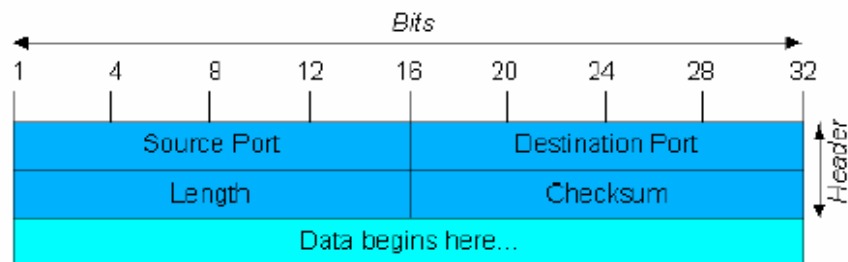 Bits
1 4 8 12 16 20 24 28 32
Source Port Destination Port
Length Checksum
Header
Data begins here...